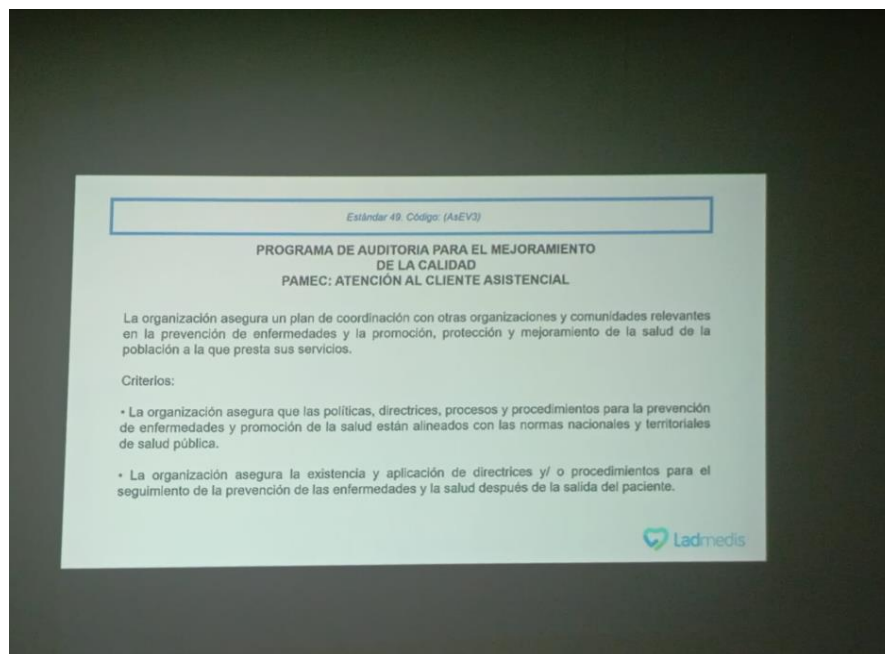 Estándar 49. Código: (AsEV3)
PROGRAMA DE AUDITORIA PARA EL MEJORAMIENTO
DE LA CALIDAD
PAMEC: ATENCIÓN AL CLIENTE ASISTENCIAL
La organización asegura un plan de coordinación con otras organizaciones y comunidades relevantes
en la prevención de enfermedades y la promoción, protección y mejoramiento de la salud de la
población a la que presta sus servicios.
Criterios:
• La organización asegura que las políticas, directrices, procesos y procedimientos para la prevención
de enfermedades y promoción de la salud están alineados con las normas nacionales y territoriales
de salud pública.
• La organización asegura la existencia y aplicación de directrices y/ o procedimientos para el
seguimiento de la prevención de las enfermedades y la salud después de la salida del paciente.
Ladmedis